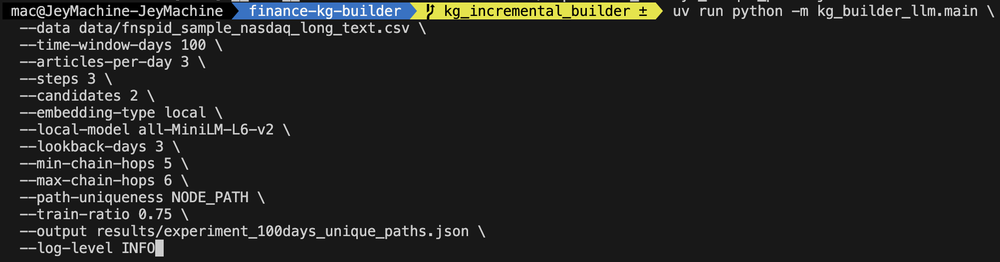 mac@JeyMachine-JeyMachine finance-kg-builder kg_incremental_builder ± uv run python -m kg_builder_llm.main \
--data data/fnspid_sample_nasdaq_long_text.csv \
--time-window-days 100 \
--articles-per-day 3 \
--steps 3 \
--candidates 2 \
--embedding-type local \
--local-model all-MiniLM-L6-v2 \
--lookback-days 3 \
--min-chain-hops 5 \
--max-chain-hops 6 \
--path-uniqueness NODE_PATH \
--train-ratio 0.75 \
--output results/experiment_100days_unique_paths.json \
--log-level INFO